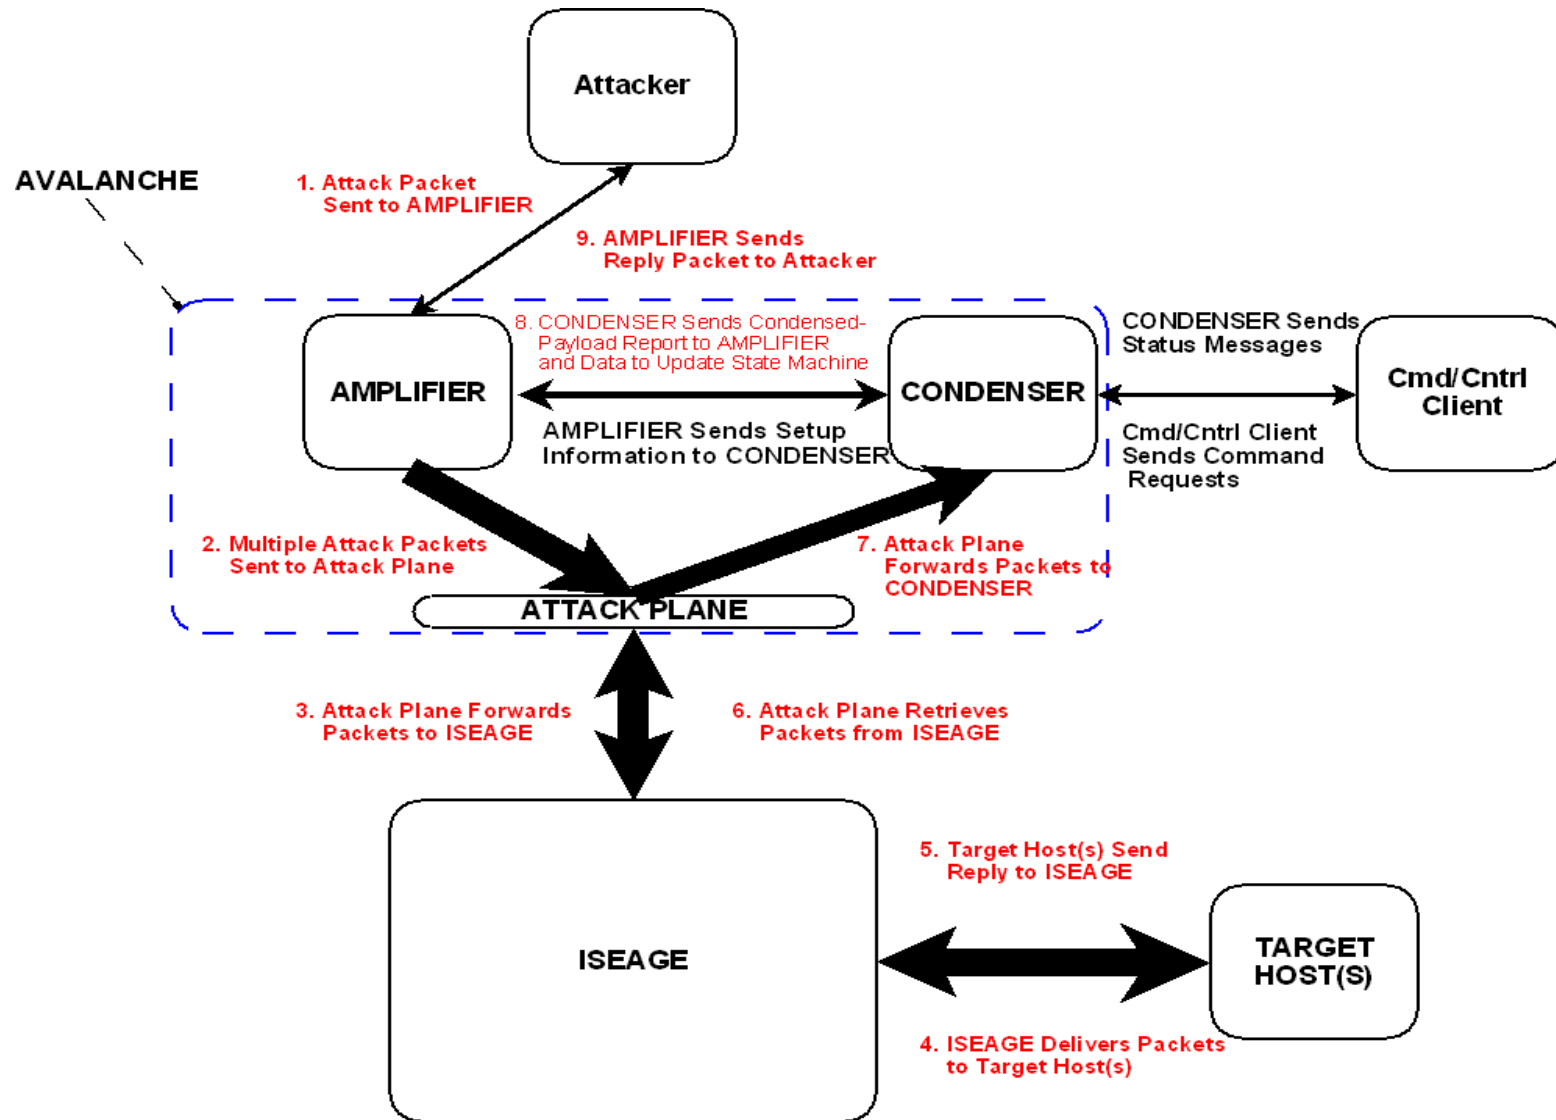 Attacker
AVALANCHE
1. Attack Packet
Sent to AMPLIFIER
9. AMPLIFIER Sends
Reply Packet to Attacker
8. CONDENSER Sends Condensed-
Payload Report to AMPLIFIER
and Data to Update State Machine
AMPLIFIER
CONDENSER
AMPLIFIER Sends Setup
Information to CONDENSER
CONDENSER Sends
Status Messages
Cmd/Cntrl
Client
Cmd/Cntrl Client
Sends Command
Requests
2. Multiple Attack Packets
Sent to Attack Plane
7. Attack Plane
Forwards Packets to
CONDENSER
ATTACK PLANE
3. Attack Plane Forwards
Packets to ISEAGE
6. Attack Plane Retrieves
Packets from ISEAGE
ISEAGE
5. Target Host(s) Send
Reply to ISEAGE
TARGET
HOST(S)
4. ISEAGE Delivers Packets
to Target Host(s)